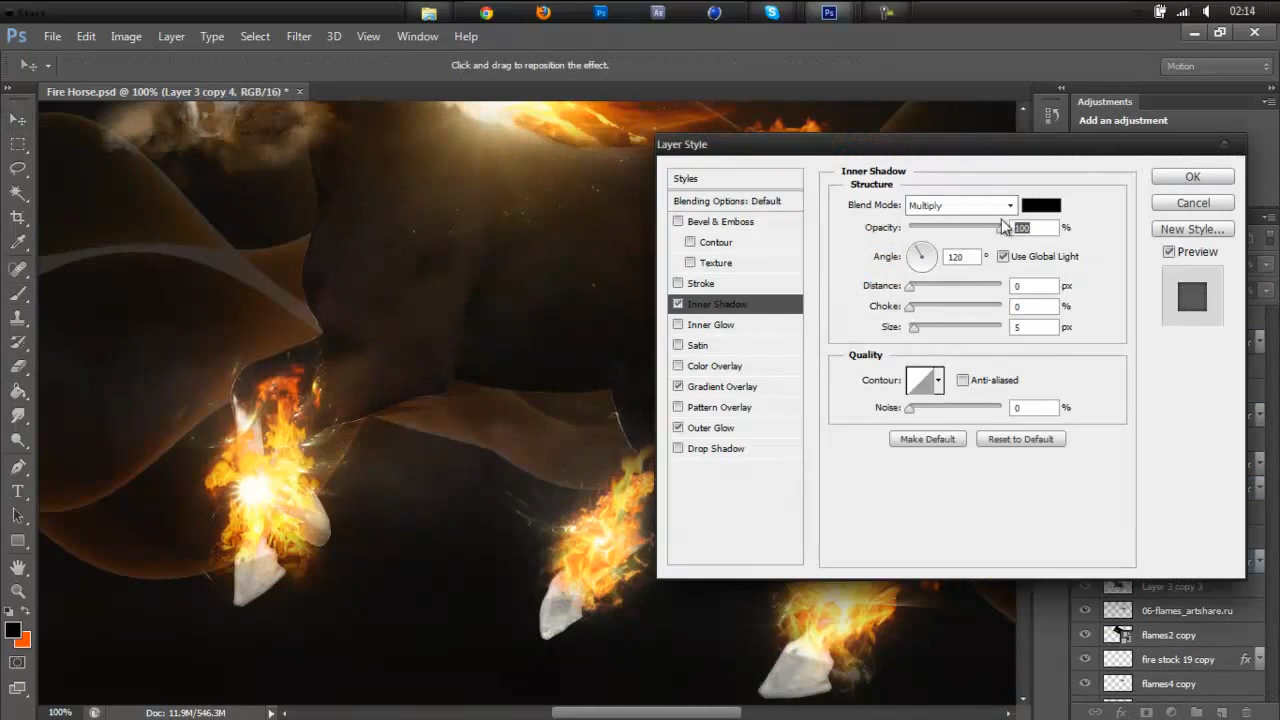 Start
02:14
Ps
Ps File Edit Image Layer Type Select Filter 3D View Window Help
Click and drag to reposition the effect.
Motion
Fire Horse.psd @ 100% (Layer 3 copy 4, RGB/16) *
Adjustments
Add an adjustment
Layer Style
Styles
Blending Options: Default
Bevel & Emboss
Contour
Texture
Stroke
Inner Shadow
Inner Glow
Satin
Color Overlay
Gradient Overlay
Pattern Overlay
Outer Glow
Drop Shadow
Inner Shadow
Structure
Blend Mode: Multiply
Opacity: 100 %
Angle: 120 ° Use Global Light
Distance: 0 px
Choke: 0 %
Size: 5 px
Quality
Contour: Anti-aliased
Noise: 0 %
Make Default Reset to Default
OK
Cancel
New Style...
Preview
Layer 3 copy 3
06-flames_artshare.ru
flames2 copy
fire stock 19 copy fx
flames4 copy
100% Doc: 11.9M/546.3M